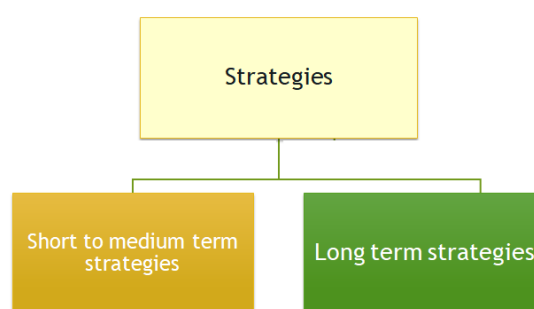 Strategies
Short to medium term
strategies
Long term strategies